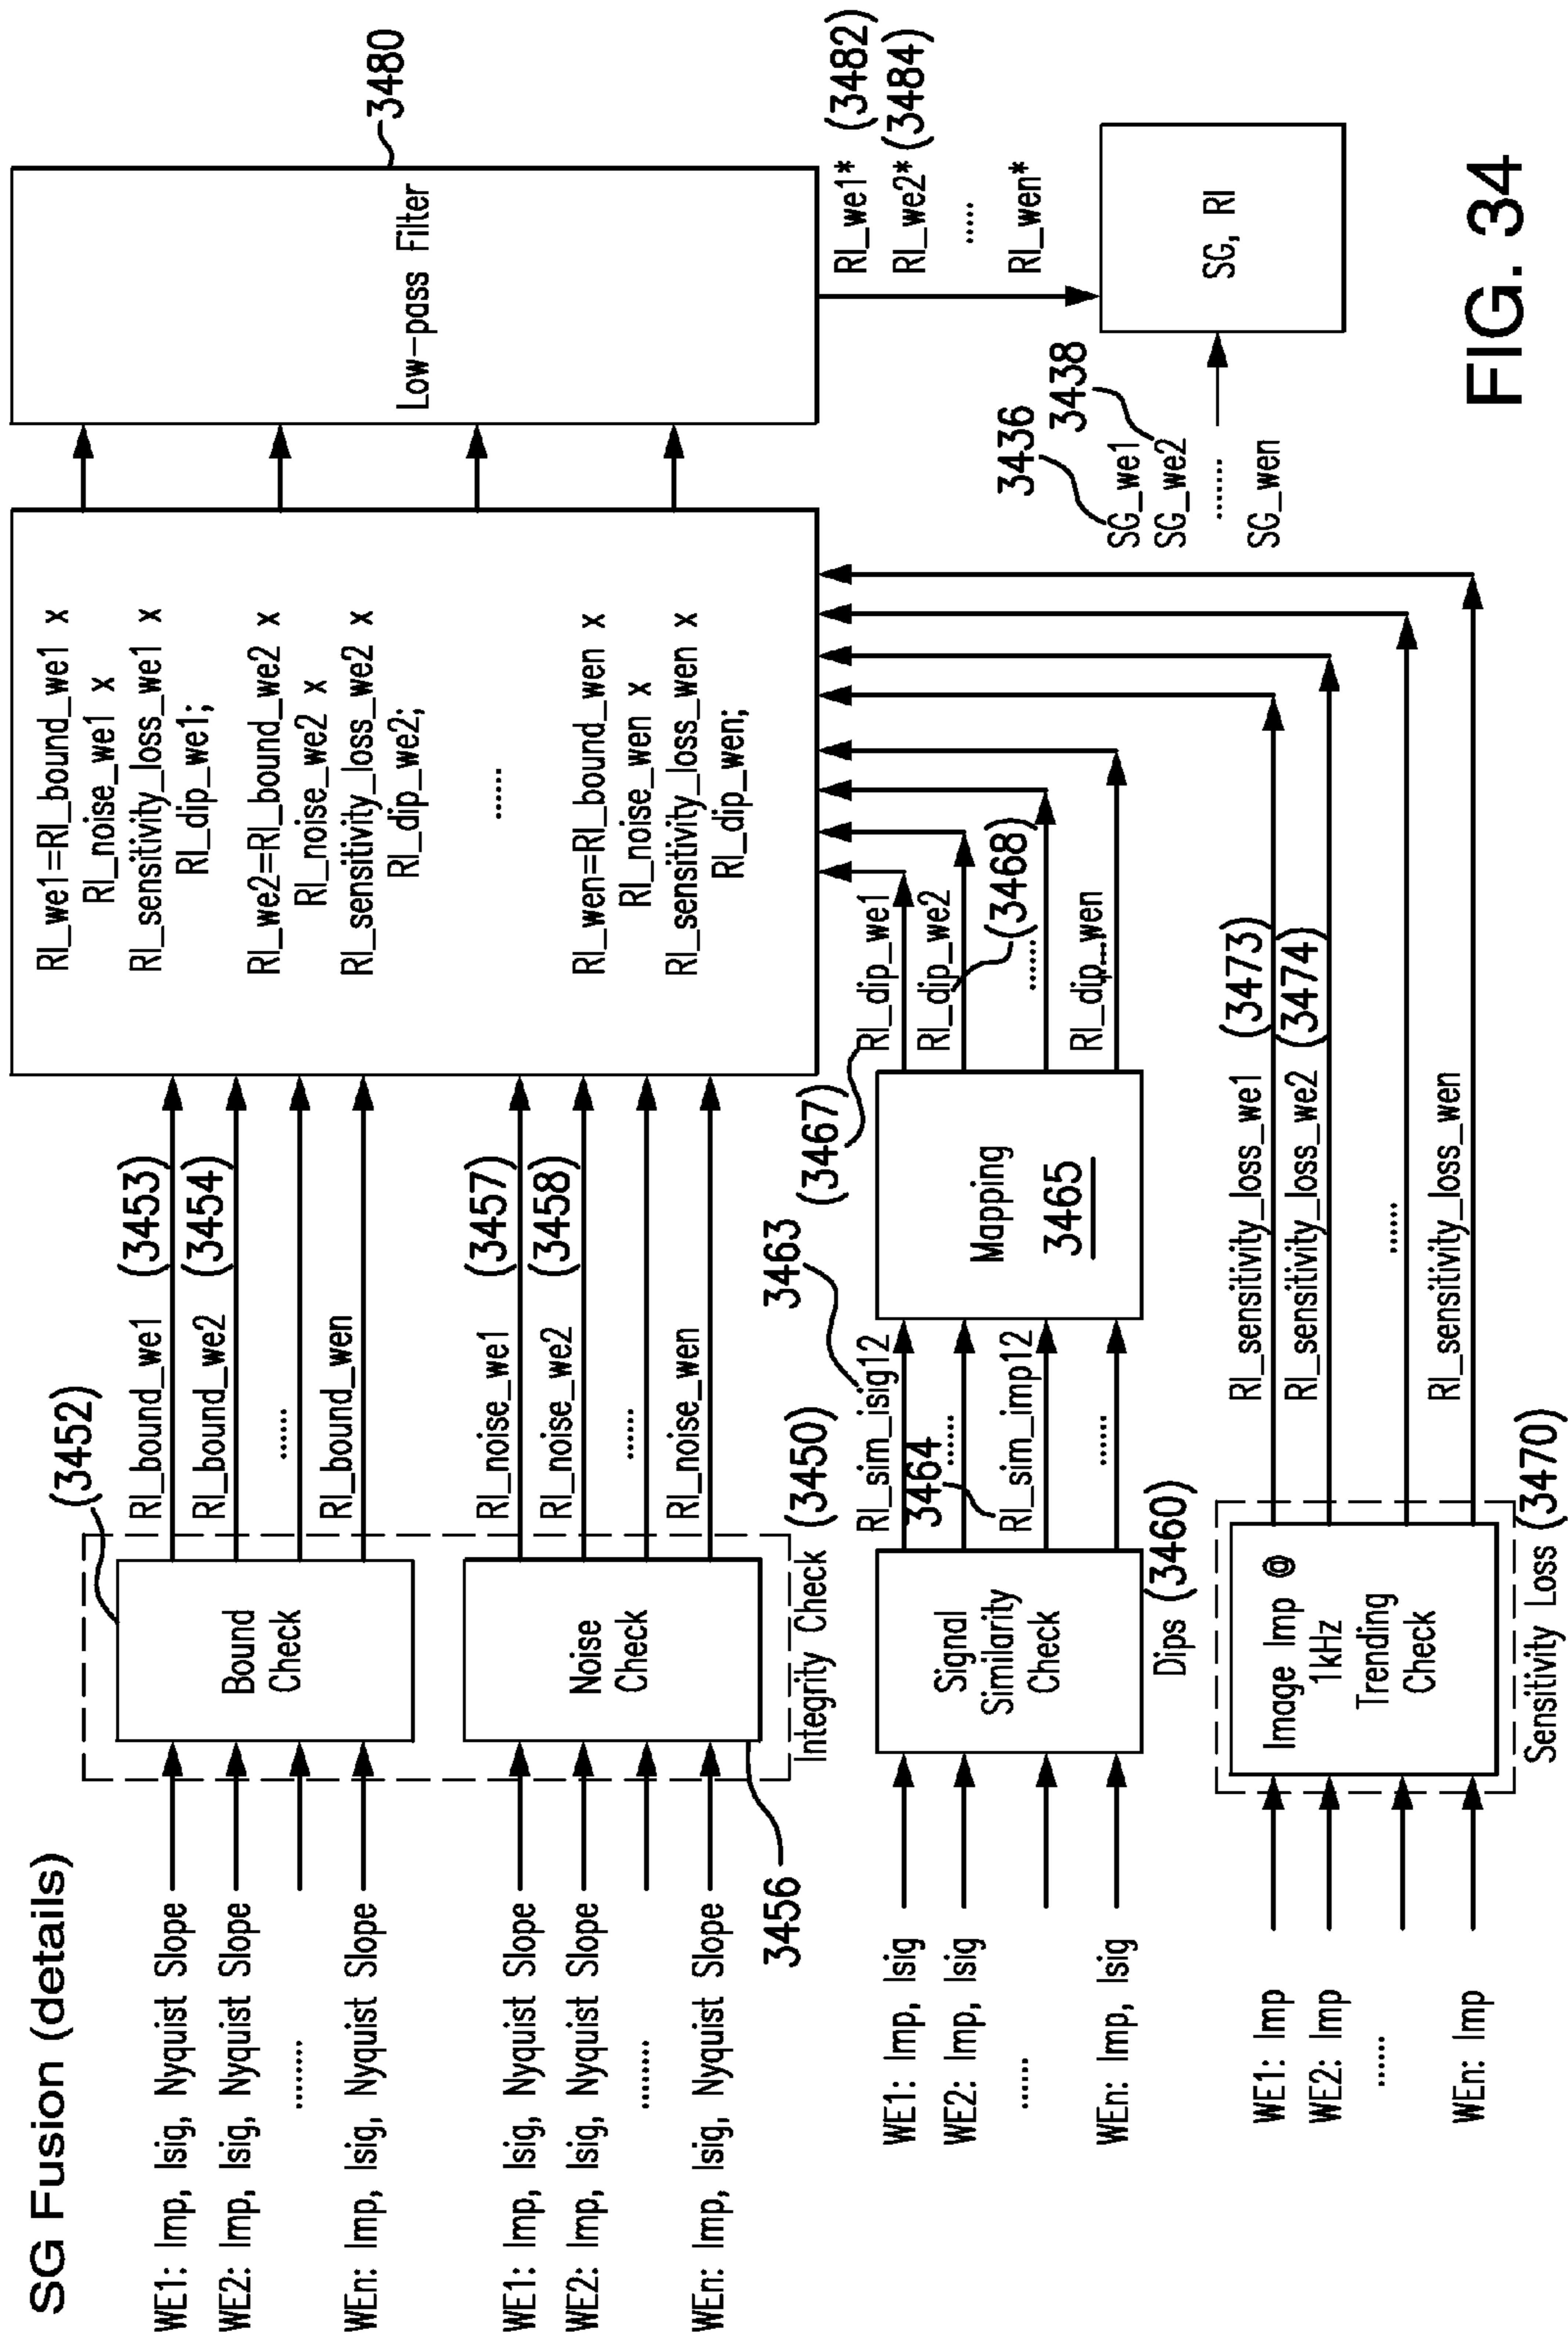 SG Fusion (details)
WE1: Imp, Isig, Nyquist Slope
WE2: Imp, Isig, Nyquist Slope
........
WEn: Imp, Isig, Nyquist Slope
(3452)
Bound
Check
RI_bound_we1 (3453)
RI_bound_we2 (3454)
......
RI_bound_wen
WE1: Imp, Isig, Nyquist Slope
WE2: Imp, Isig, Nyquist Slope
........
WEn: Imp, Isig, Nyquist Slope
3456
Noise
Check
Integrity Check (3450)
RI_noise_we1 (3457)
RI_noise_we2 (3458)
......
RI_noise_wen
RI_we1=RI_bound_we1 x
RI_noise_we1 x
RI_sensitivity_loss_we1 x
RI_dip_we1;
RI_we2=RI_bound_we2 x
RI_noise_we2 x
RI_sensitivity_loss_we2 x
RI_dip_we2;
......
RI_wen=RI_bound_wen x
RI_noise_wen x
RI_sensitivity_loss_wen x
RI_dip_wen;
Low-pass Filter
3480
WE1: Imp, Isig
WE2: Imp, Isig
......
WEn: Imp, Isig
Signal
Similarity
Check
Dips (3460)
RI_sim_isig12
3463
......
3464
RI_sim_imp12
......
Mapping
3465
(3467)
RI_dip_we1
RI_dip_we2
(3468)
......
RI_dip_wen
WE1: Imp
WE2: Imp
......
WEn: Imp
Image Imp @
1kHz
Trending
Check
Sensitivity Loss (3470)
RI_sensitivity_loss_we1 (3473)
RI_sensitivity_loss_we2 (3474)
......
RI_sensitivity_loss_wen
RI_we1* (3482)
RI_we2* (3484)
.....
RI_wen*
3436
3438
SG_we1
SG_we2
.......
SG_wen
SG, RI
FIG. 34